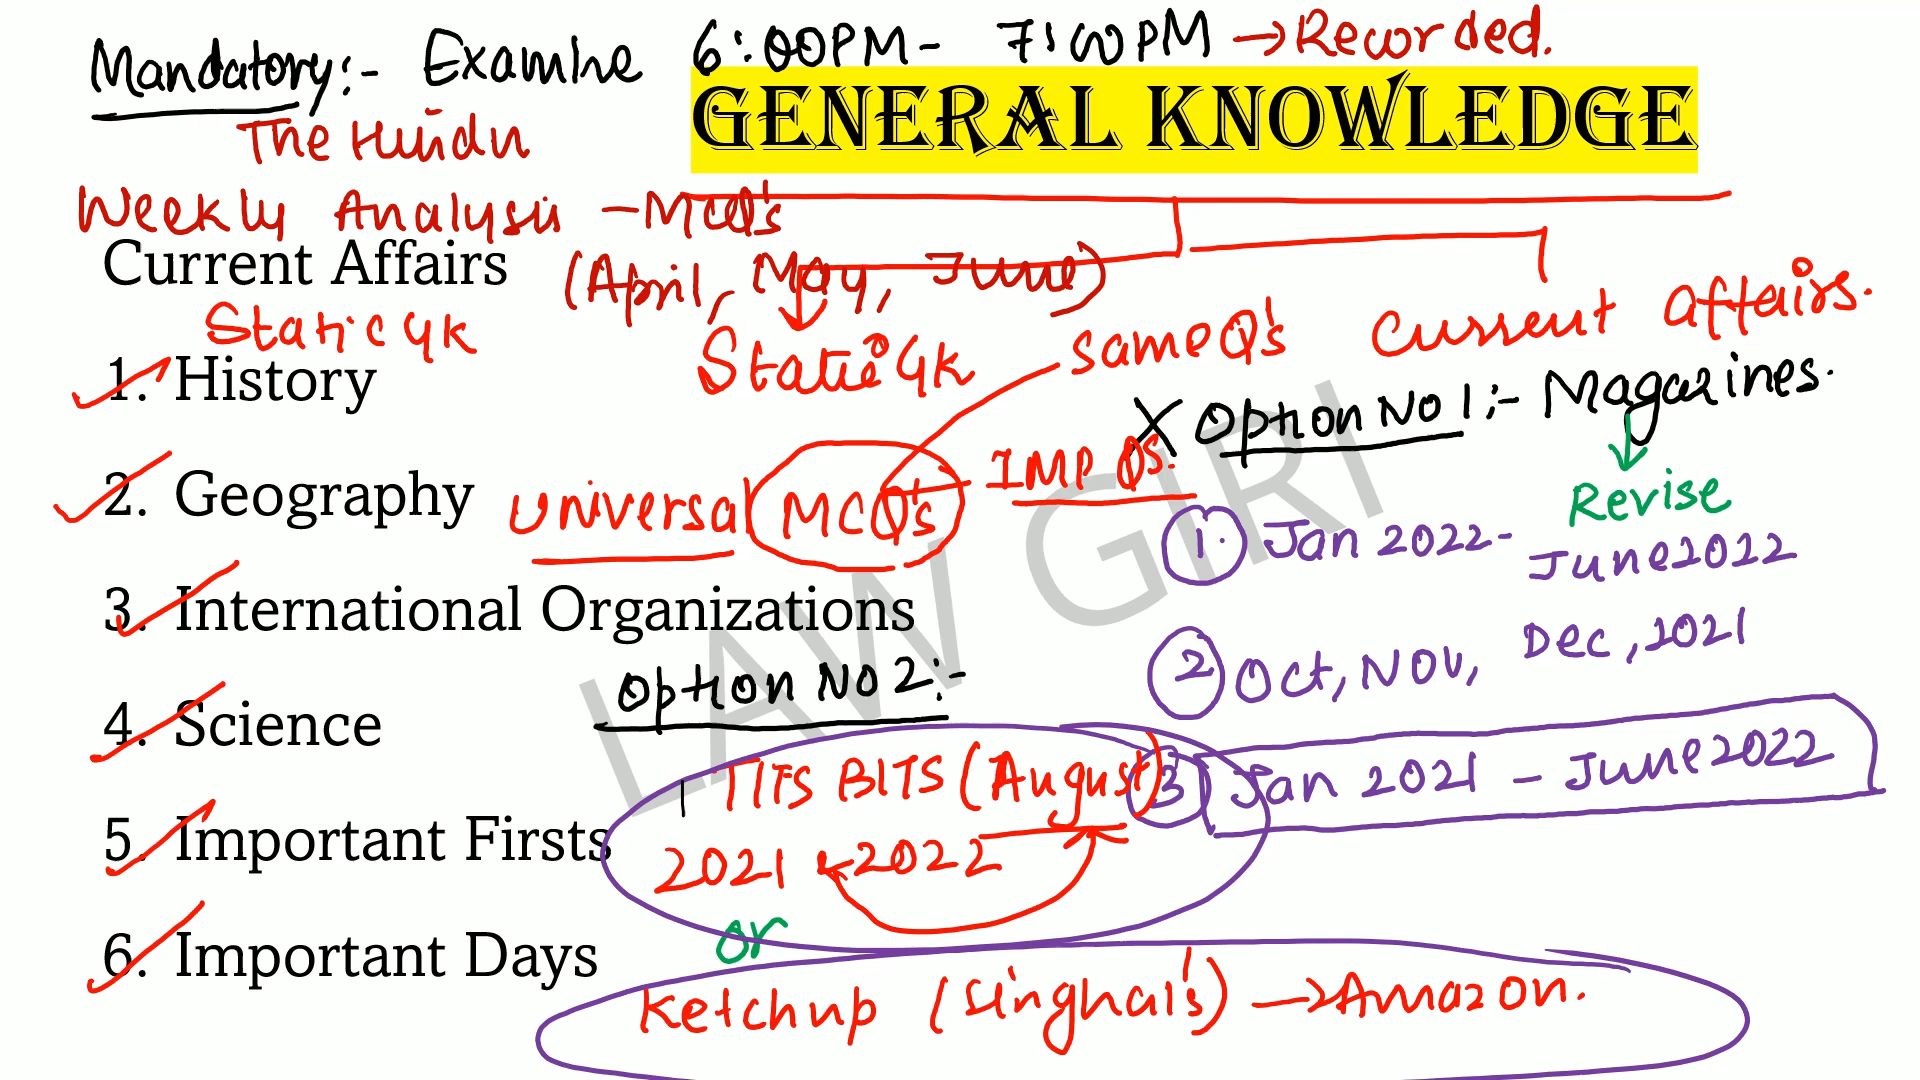 Mandatory:- Examine 6:00PM- 7:00PM → Recorded.
GENERAL KNOWLEDGE
The Hindu
Weekly Analysis - MCQ's
Current Affairs (April, May, June)
Static GK
Static GK
Same Q's Current Affairs.
1. History
X Option No 1:- Magazines.
Revise
2. Geography
Universal MCQ's - IMP Qs.
1. Jan 2022- June 2022
3. International Organizations
2 Oct, Nov, Dec, 2021
Option No 2:-
4. Science
TITS BITS (August)
3 Jan 2021 - June 2022
5. Important Firsts
2021 2022
or
6. Important Days
Ketchup (Singhal's) → Amazon.
LAW GIRI